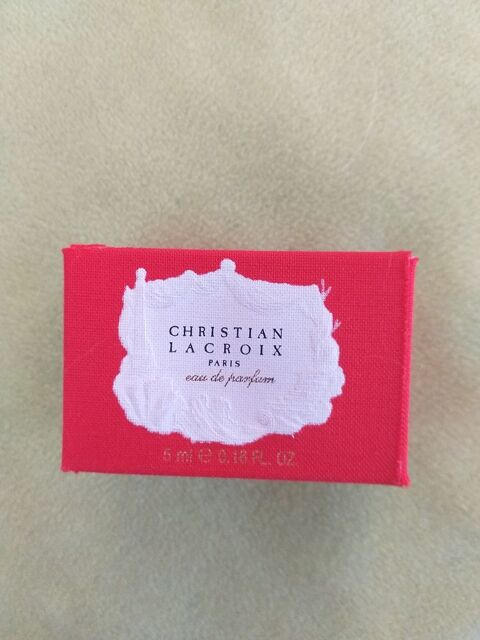 CHRISTIAN
LACROIX
PARIS
eau de parfum
5 ml e 0.16 FL. OZ.